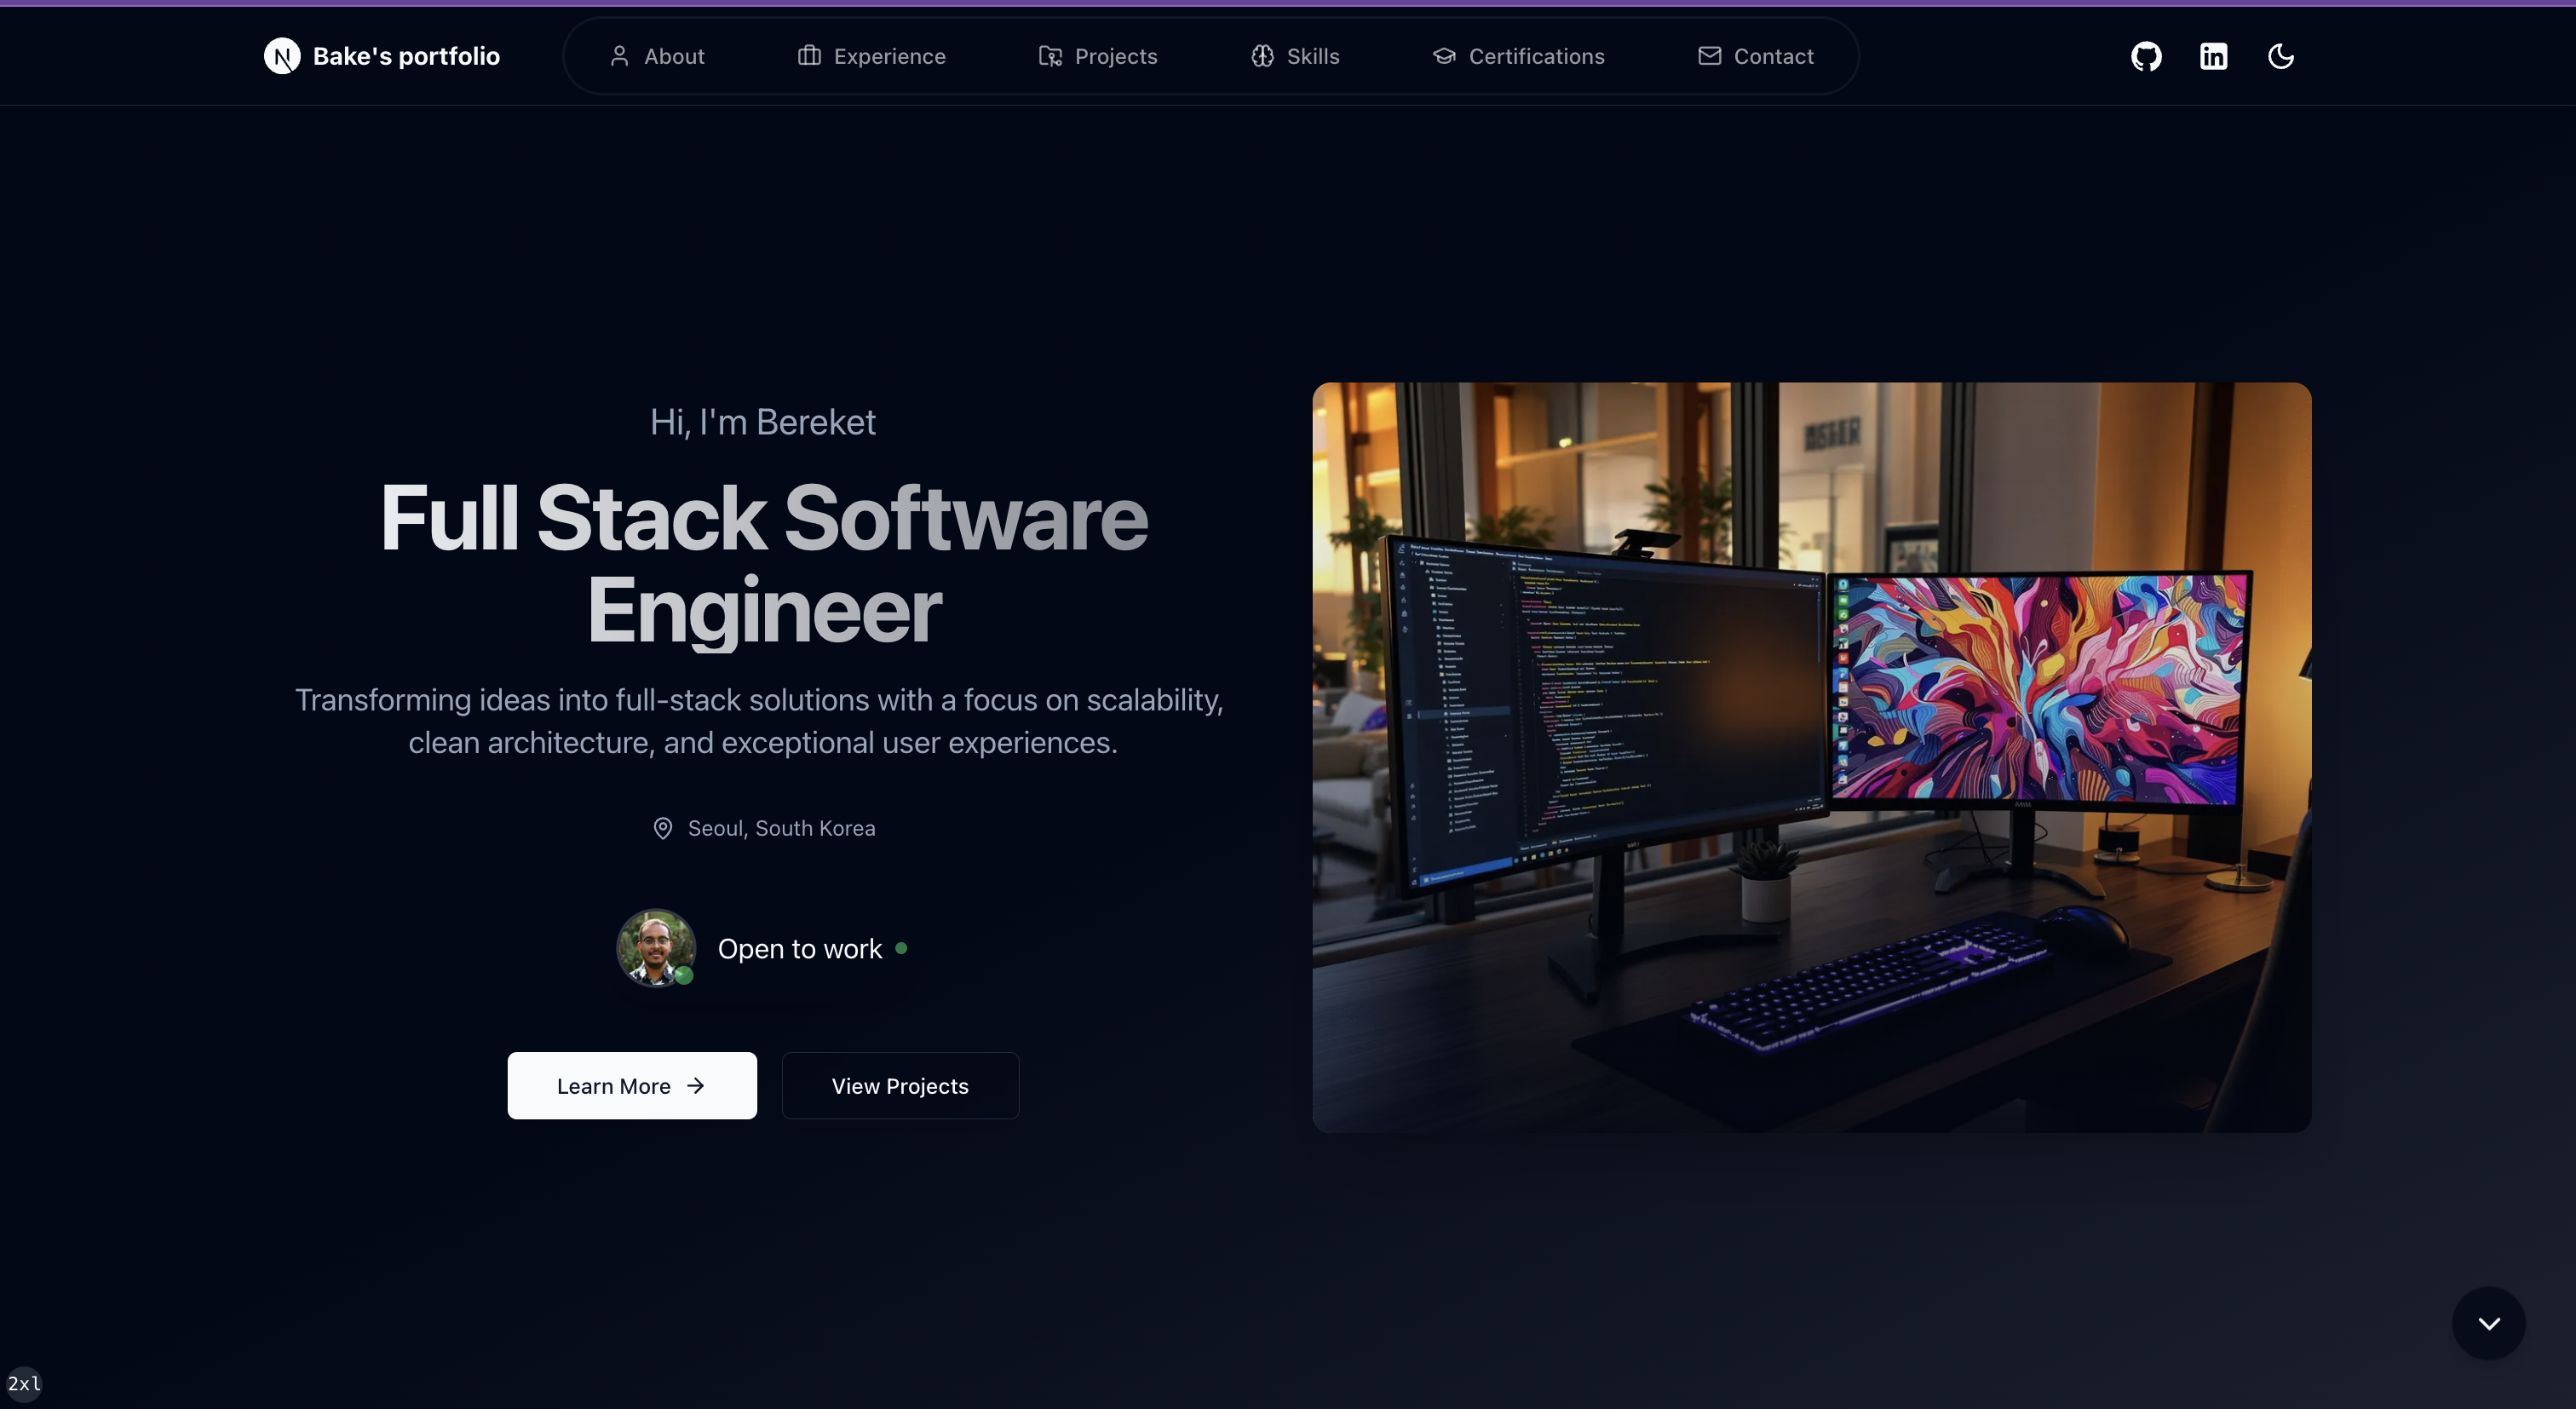 Bake's portfolio
About
Experience
Projects
Skills
Certifications
Contact
Hi, I'm Bereket
Full Stack Software
Engineer
Transforming ideas into full-stack solutions with a focus on scalability,
clean architecture, and exceptional user experiences.
Seoul, South Korea
Open to work
Learn More
View Projects
2xl